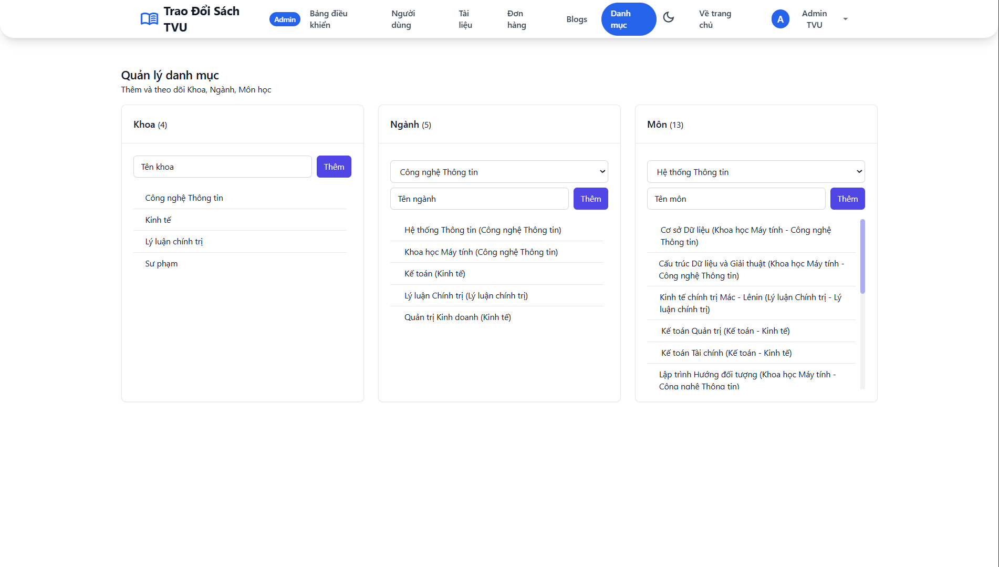 Trao Đổi Sách
TVU
Admin
Bảng điều
khiển
Người
dùng
Tài
liệu
Đơn
hàng
Blogs
Danh
mục
Về trang
chủ
A
Admin
TVU
Quản lý danh mục
Thêm và theo dõi Khoa, Ngành, Môn học
Khoa (4)
Tên khoa
Thêm
Công nghệ Thông tin
Kinh tế
Lý luận chính trị
Sư phạm
Ngành (5)
Công nghệ Thông tin
Tên ngành
Thêm
Hệ thống Thông tin (Công nghệ Thông tin)
Khoa học Máy tính (Công nghệ Thông tin)
Kế toán (Kinh tế)
Lý luận Chính trị (Lý luận chính trị)
Quản trị Kinh doanh (Kinh tế)
Môn (13)
Hệ thống Thông tin
Tên môn
Thêm
Cơ sở Dữ liệu (Khoa học Máy tính - Công nghệ
Thông tin)
Cấu trúc Dữ liệu và Giải thuật (Khoa học Máy tính -
Công nghệ Thông tin)
Kinh tế chính trị Mác - Lênin (Lý luận Chính trị - Lý
luận chính trị)
Kế toán Quản trị (Kế toán - Kinh tế)
Kế toán Tài chính (Kế toán - Kinh tế)
Lập trình Hướng đối tượng (Khoa học Máy tính -
Công nghệ Thông tin)